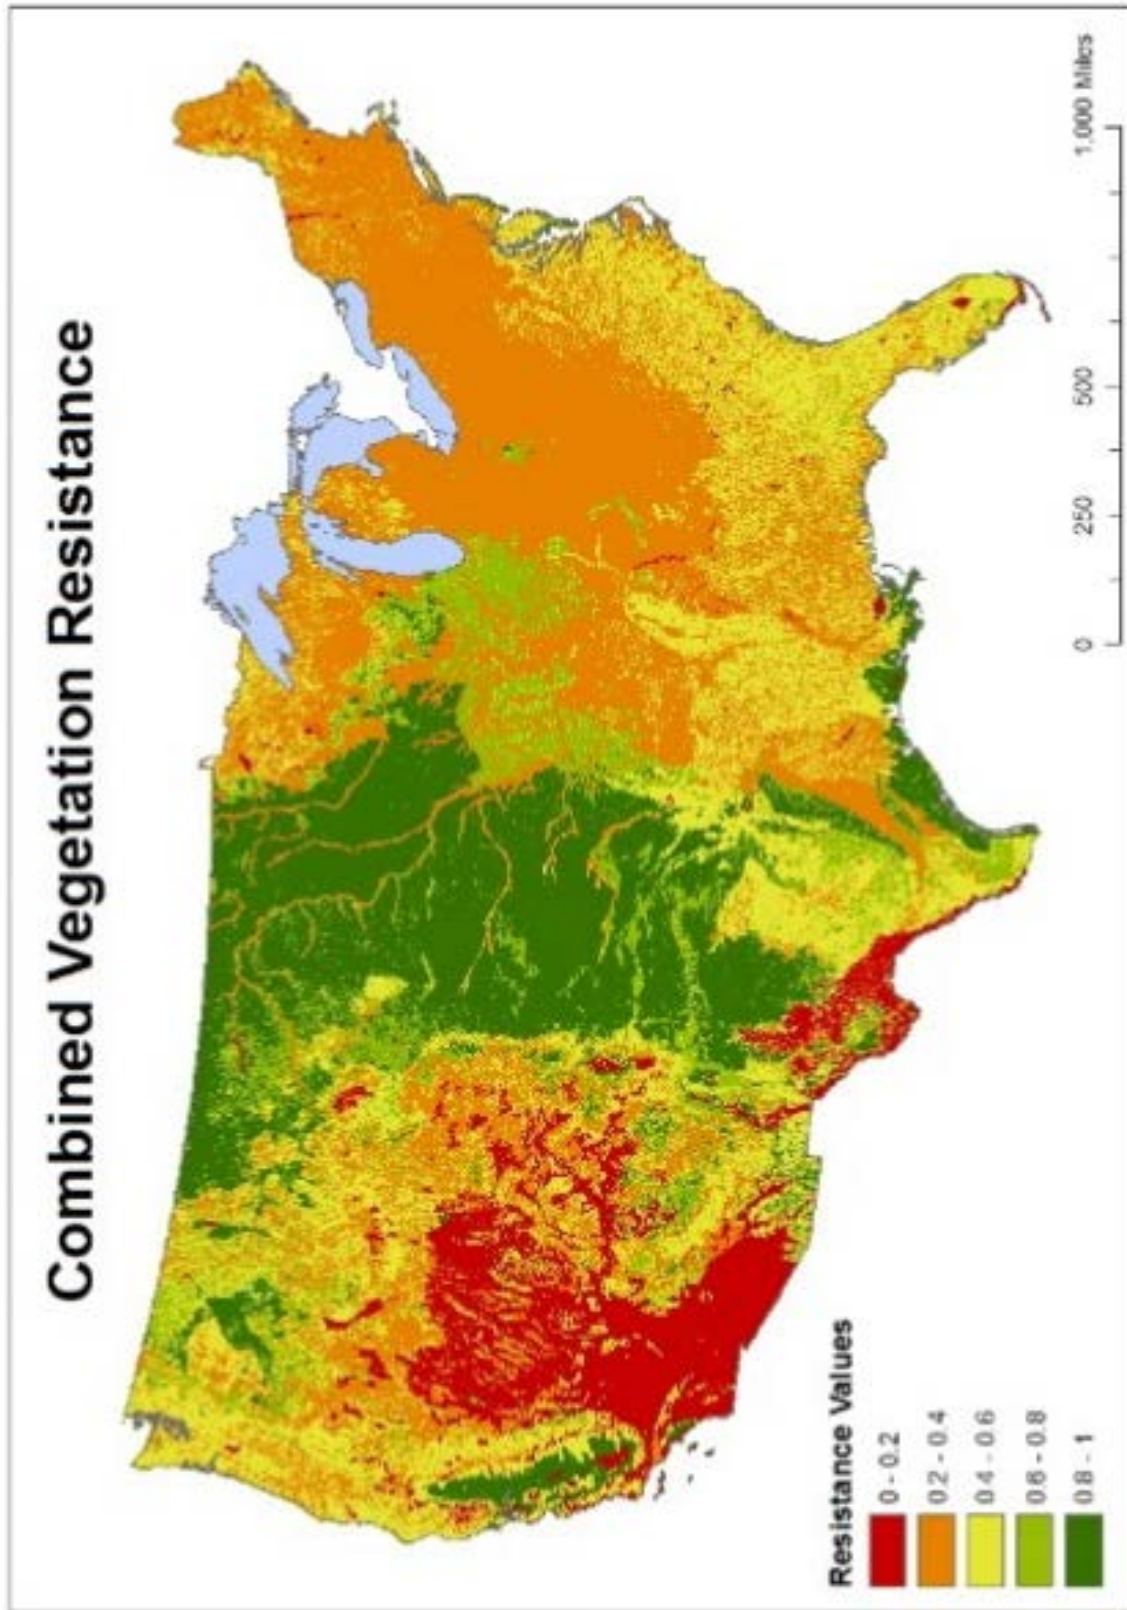 Combined Vegetation Resistance
Resistance Values
0 - 0.2
0.2 - 0.4
0.4 - 0.6
0.6 - 0.8
0.8 - 1
0 250 500 1,000 Miles